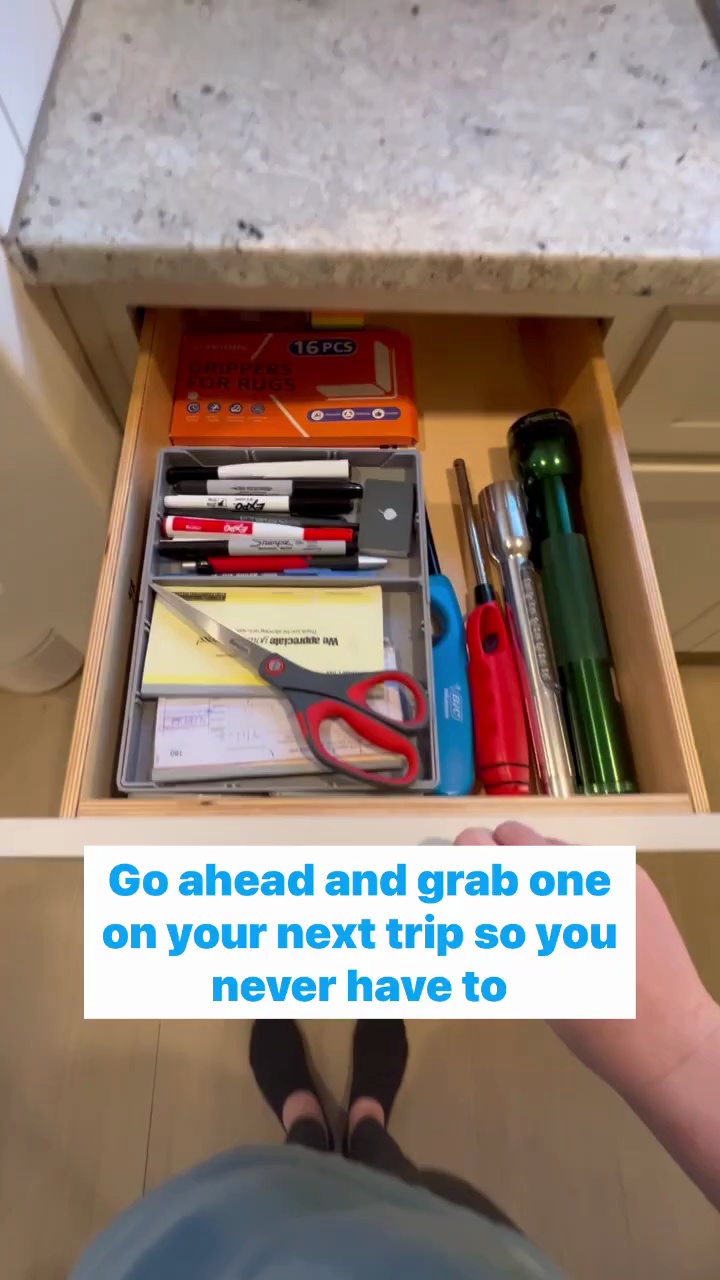 16 PCS
GRIPPERS
FOR RUGS
EXPO
EXPO
We appreciate
BIC
180
Go ahead and grab one
on your next trip so you
never have to